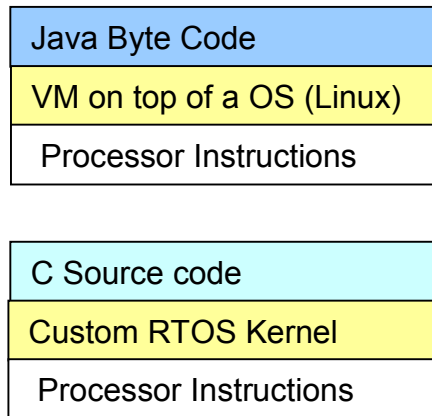 Java Byte Code
VM on top of a OS (Linux)
Processor Instructions
C Source code
Custom RTOS Kernel
Processor Instructions